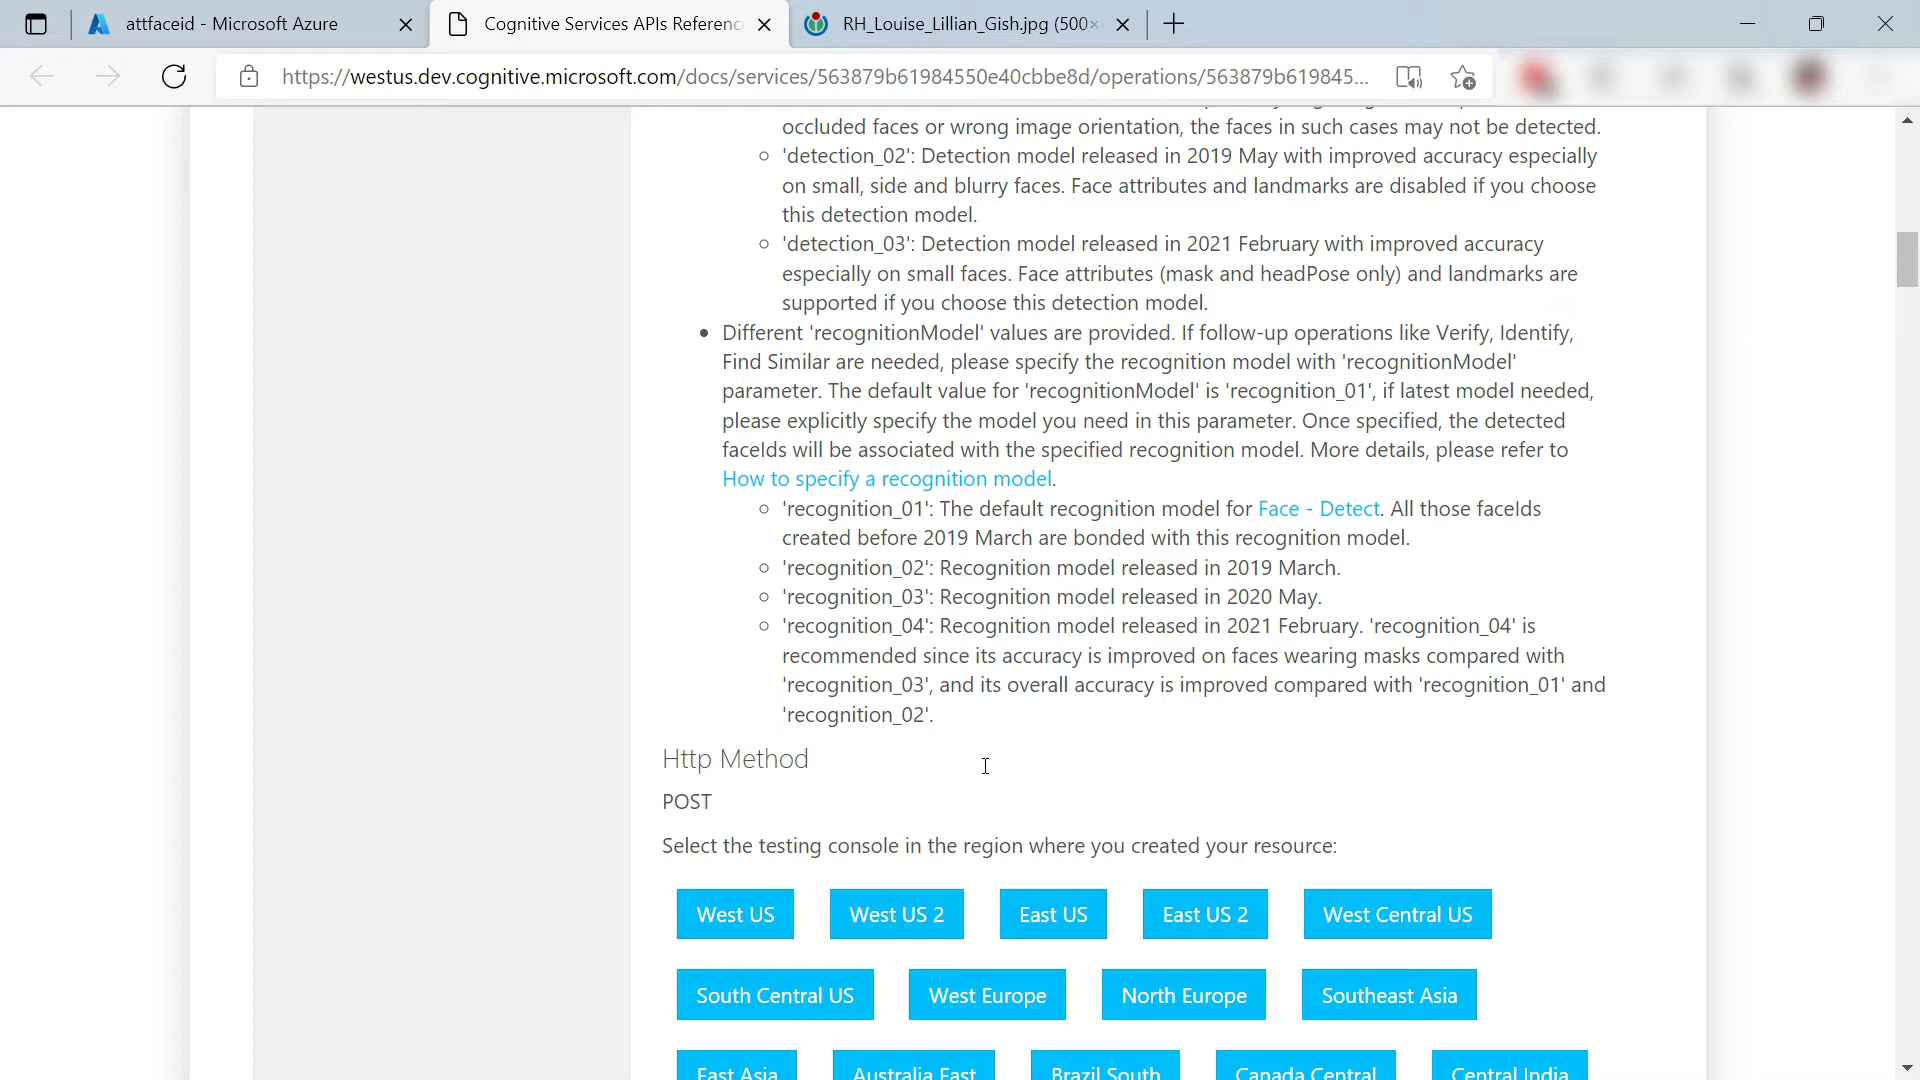 attfaceid - Microsoft Azure
Cognitive Services APIs Referenc
RH_Louise_Lillian_Gish.jpg (500×
https://westus.dev.cognitive.microsoft.com/docs/services/563879b61984550e40cbbe8d/operations/563879b619845...
occluded faces or wrong image orientation, the faces in such cases may not be detected.
'detection_02': Detection model released in 2019 May with improved accuracy especially
on small, side and blurry faces. Face attributes and landmarks are disabled if you choose
this detection model.
'detection_03': Detection model released in 2021 February with improved accuracy
especially on small faces. Face attributes (mask and headPose only) and landmarks are
supported if you choose this detection model.
Different 'recognitionModel' values are provided. If follow-up operations like Verify, Identify,
Find Similar are needed, please specify the recognition model with 'recognitionModel'
parameter. The default value for 'recognitionModel' is 'recognition_01', if latest model needed,
please explicitly specify the model you need in this parameter. Once specified, the detected
faceIds will be associated with the specified recognition model. More details, please refer to
How to specify a recognition model.
'recognition_01': The default recognition model for Face - Detect. All those faceIds
created before 2019 March are bonded with this recognition model.
'recognition_02': Recognition model released in 2019 March.
'recognition_03': Recognition model released in 2020 May.
'recognition_04': Recognition model released in 2021 February. 'recognition_04' is
recommended since its accuracy is improved on faces wearing masks compared with
'recognition_03', and its overall accuracy is improved compared with 'recognition_01' and
'recognition_02'.
Http Method
POST
Select the testing console in the region where you created your resource:
West US West US 2 East US East US 2 West Central US
South Central US West Europe North Europe Southeast Asia
East Asia Australia East Brazil South Canada Central Central India